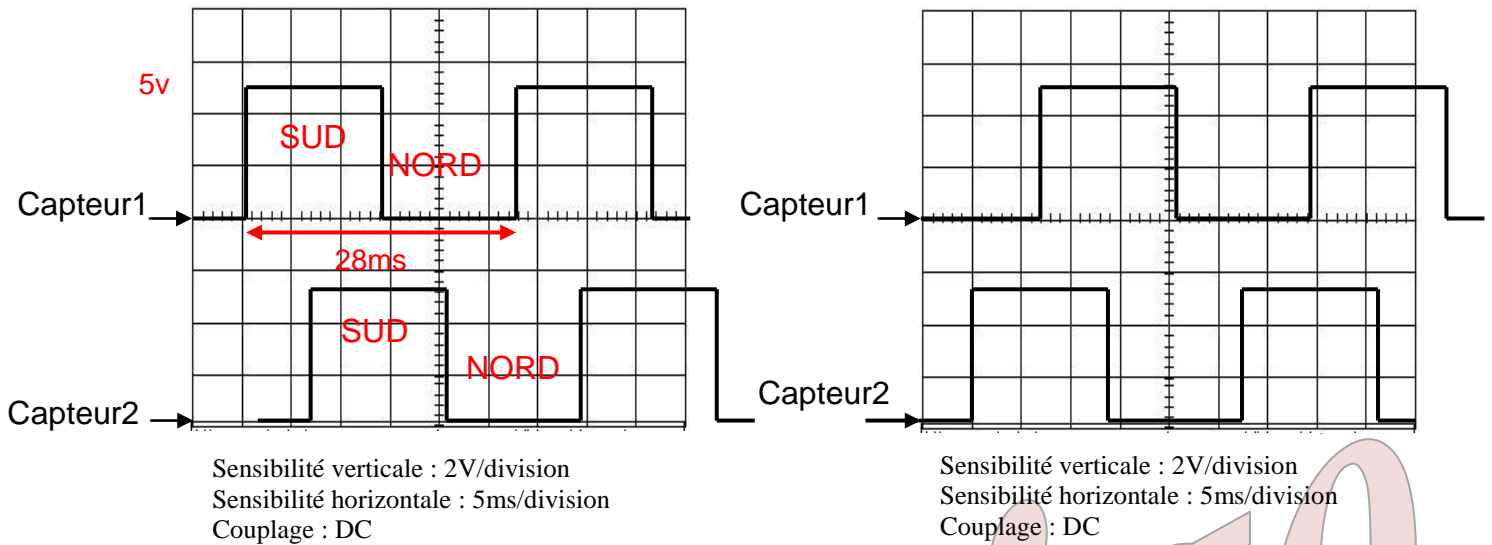 5v
SUD
NORD
Capteur1
28ms
SUD
NORD
Capteur2
Sensibilité verticale : 2V/division
Sensibilité horizontale : 5ms/division
Couplage : DC
Capteur1
Capteur2
Sensibilité verticale : 2V/division
Sensibilité horizontale : 5ms/division
Couplage : DC